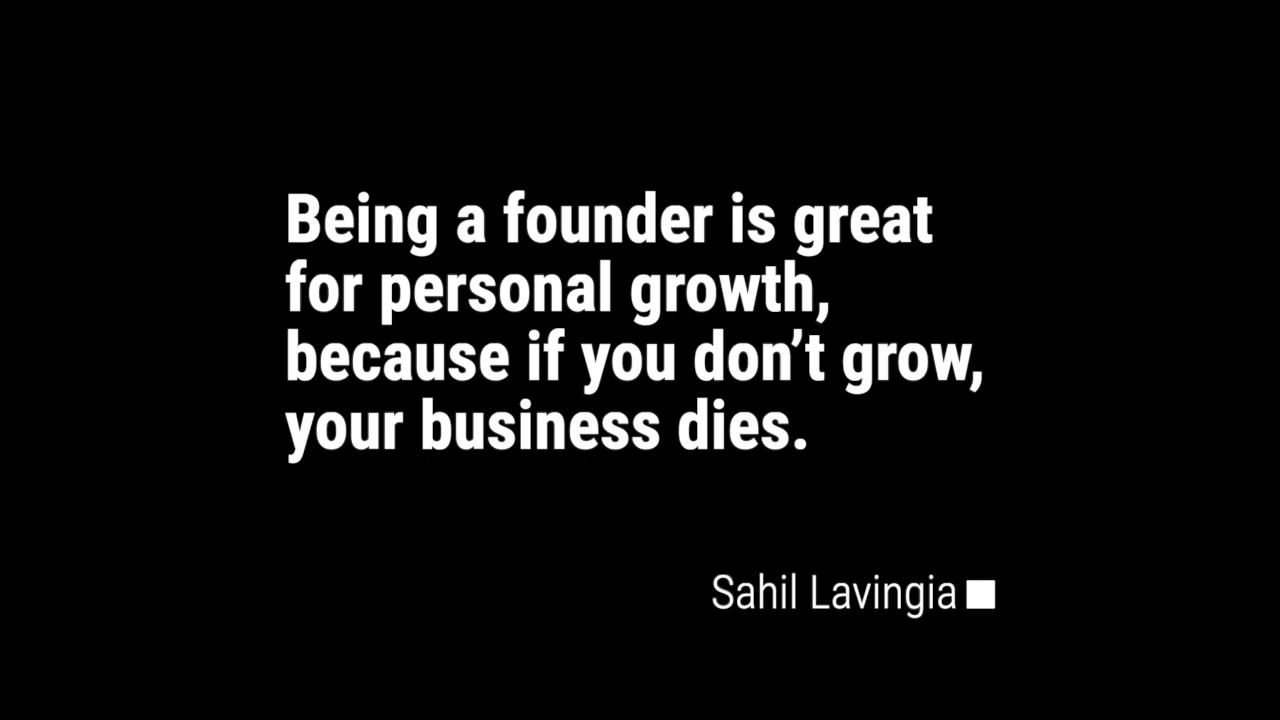 Being a founder is great
for personal growth,
because if you don’t grow,
your business dies.
Sahil Lavingia